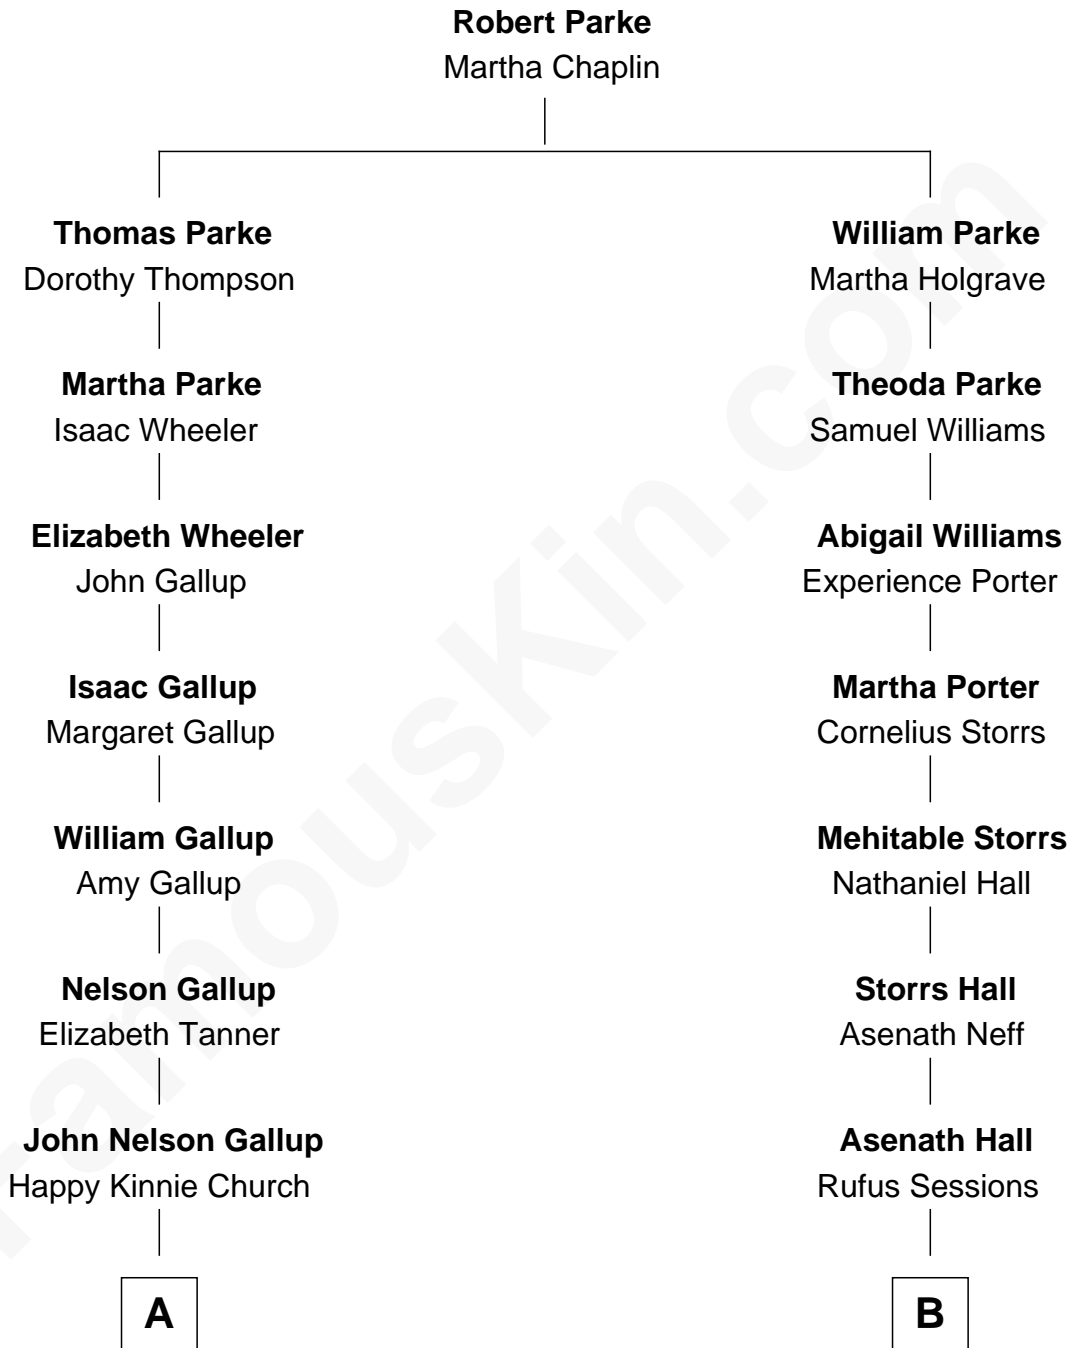 Robert Parke
Martha Chaplin
Thomas Parke
Dorothy Thompson
William Parke
Martha Holgrave
Martha Parke
Isaac Wheeler
Theoda Parke
Samuel Williams
Elizabeth Wheeler
John Gallup
Abigail Williams
Experience Porter
Isaac Gallup
Margaret Gallup
Martha Porter
Cornelius Storrs
William Gallup
Amy Gallup
Mehitable Storrs
Nathaniel Hall
Nelson Gallup
Elizabeth Tanner
Storrs Hall
Asenath Neff
John Nelson Gallup
Happy Kinnie Church
Asenath Hall
Rufus Sessions
A
B
FamousKin.com